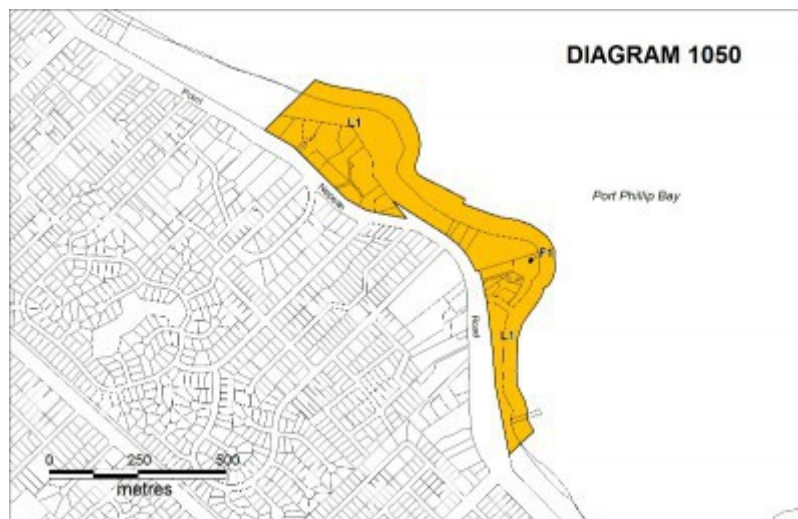 DIAGRAM 1050
Point
L1
Nepean
Port Phillip Bay
F1
Road
L1
0 250 500
metres